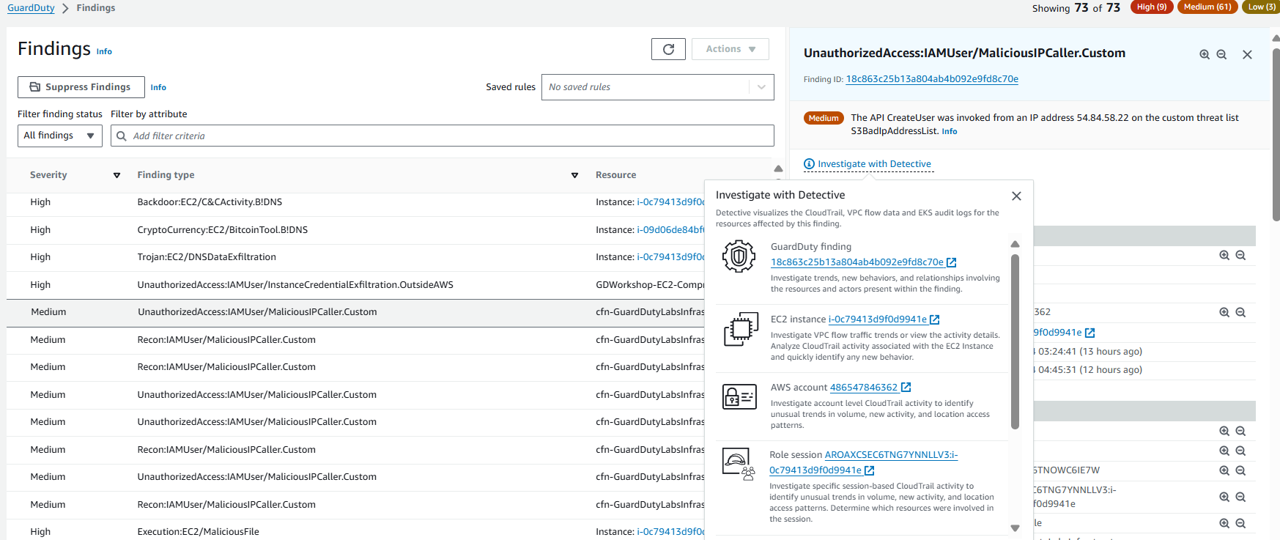 GuardDuty > Findings
Showing 73 of 73 High (9) Medium (61) Low (3)
Findings Info
Actions
Suppress Findings Info
Saved rules No saved rules
Filter finding status Filter by attribute
All findings Add filter criteria
Severity Finding type Resource
High Backdoor:EC2/C&CActivity.B!DNS Instance: i-0c79413d9f0d
High CryptoCurrency:EC2/BitcoinTool.B!DNS Instance: i-09d06de84bf
High Trojan:EC2/DNSDataExfiltration Instance: i-0c79413d9f0d
High UnauthorizedAccess:IAMUser/InstanceCredentialExfiltration.OutsideAWS GDWorkshop-EC2-Compr
Medium UnauthorizedAccess:IAMUser/MaliciousIPCaller.Custom cfn-GuardDutyLabsInfras
Medium Recon:IAMUser/MaliciousIPCaller.Custom cfn-GuardDutyLabsInfras
Medium Recon:IAMUser/MaliciousIPCaller.Custom cfn-GuardDutyLabsInfras
Medium UnauthorizedAccess:IAMUser/MaliciousIPCaller.Custom cfn-GuardDutyLabsInfras
Medium UnauthorizedAccess:IAMUser/MaliciousIPCaller.Custom cfn-GuardDutyLabsInfras
Medium Recon:IAMUser/MaliciousIPCaller.Custom cfn-GuardDutyLabsInfras
Medium UnauthorizedAccess:IAMUser/MaliciousIPCaller.Custom cfn-GuardDutyLabsInfras
Medium Recon:IAMUser/MaliciousIPCaller.Custom cfn-GuardDutyLabsInfras
High Execution:EC2/MaliciousFile Instance: i-0c79413d9f0d
UnauthorizedAccess:IAMUser/MaliciousIPCaller.Custom
Finding ID: 18c863c25b13a804ab4b092e9fd8c70e
Medium The API CreateUser was invoked from an IP address 54.84.58.22 on the custom threat list
S3BadIpAddressList. Info
Investigate with Detective
Investigate with Detective
Detective visualizes the CloudTrail, VPC flow data and EKS audit logs for the
resources affected by this finding.
GuardDuty finding
18c863c25b13a804ab4b092e9fd8c70e
Investigate trends, new behaviors, and relationships involving
the resources and actors present within the finding.
EC2 instance i-0c79413d9f0d9941e
Investigate VPC flow traffic trends or view the activity details.
Analyze CloudTrail activity associated with the EC2 Instance
and quickly identify any new behavior.
AWS account 486547846362
Investigate account level CloudTrail activity to identify
unusual trends in volume, new activity, and location access
patterns.
Role session AROAXCSEC6TNG7YNNLLV3:i-
0c79413d9f0d9941e
Investigate specific session-based CloudTrail activity to
identify unusual trends in volume, new activity, and location
access patterns. Determine which resources were involved in
the session.
362
9f0d9941e
03:24:41 (13 hours ago)
04:45:31 (12 hours ago)
6TNOWC6IE7W
C6TNG7YNNLLV3:i-
9f0d9941e
le